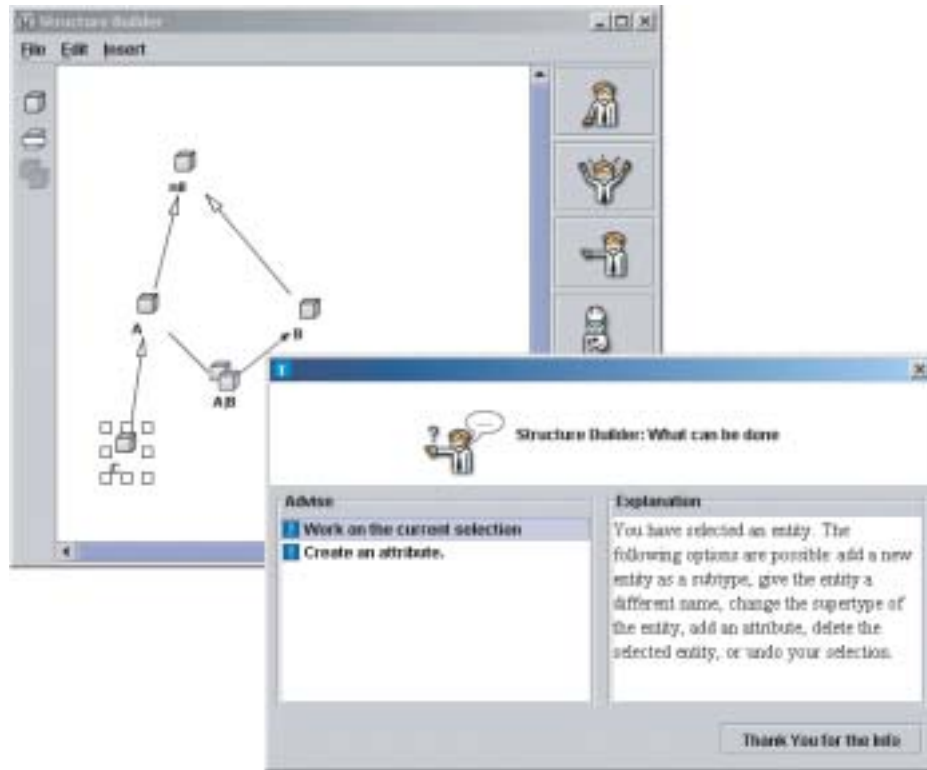 Structure Builder
File Edit Insert
A
B
A|B
Structure Builder: What can be done
Advise
Work on the current selection
Create an attribute.
Explanation
You have selected an entity. The
following options are possible: add a new
entity as a subtype, give the entity a
different name, change the supertype of
the entity, add an attribute, delete the
selected entity, or undo your selection.
Thank You for the Info